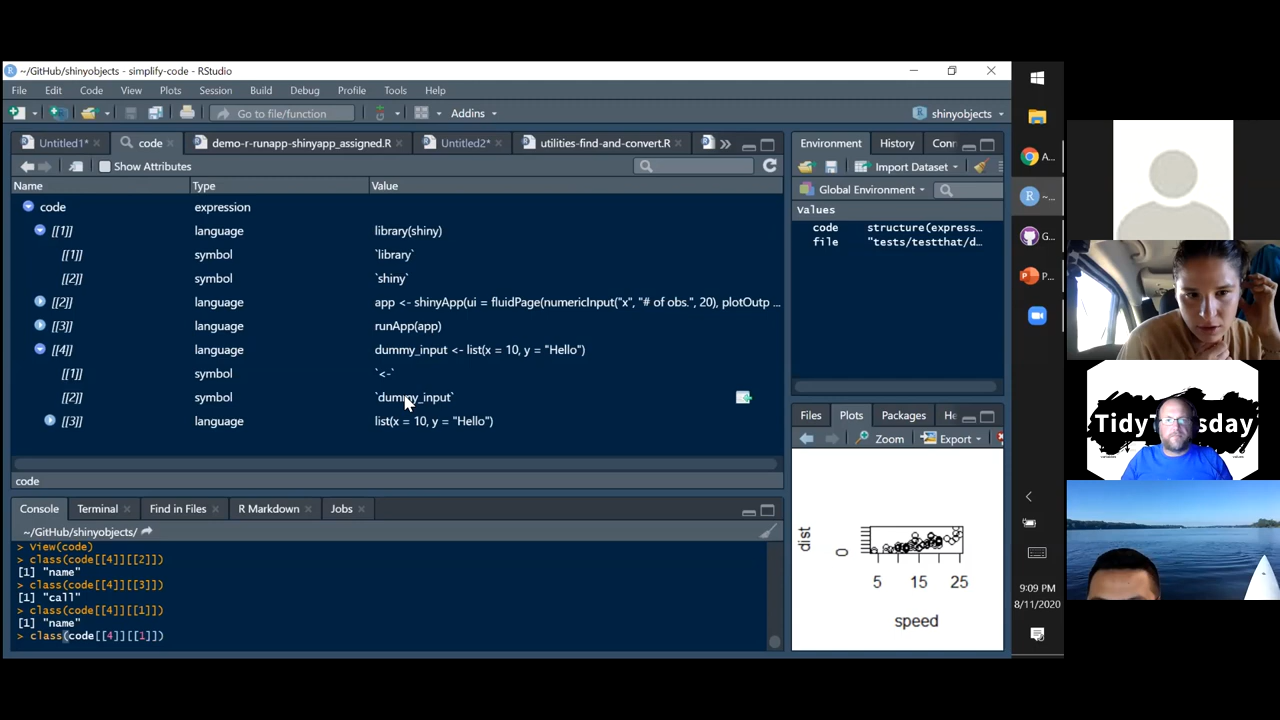 ~/GitHub/shinyobjects - simplify-code - RStudio
File Edit Code View Plots Session Build Debug Profile Tools Help
Go to file/function Addins shinyobjects
Untitled1* code demo-r-runapp-shinyapp_assigned.R Untitled2* utilities-find-and-convert.R
Show Attributes
Name Type Value
code expression
[[1]] language library(shiny)
[[1]] symbol `library`
[[2]] symbol `shiny`
[[2]] language app <- shinyApp(ui = fluidPage(numericInput("x", "# of obs.", 20), plotOutp ...
[[3]] language runApp(app)
[[4]] language dummy_input <- list(x = 10, y = "Hello")
[[1]] symbol `<-`
[[2]] symbol `dummy_input`
[[3]] language list(x = 10, y = "Hello")
code
Console Terminal Find in Files R Markdown Jobs
~/GitHub/shinyobjects/
> View(code)
> class(code[[4]][[2]])
[1] "name"
> class(code[[4]][[3]])
[1] "call"
> class(code[[4]][[1]])
[1] "name"
> class(code[[4]][[1]])
Environment History Conr
Import Dataset
Global Environment
Values
code structure(express…
file "tests/testthat/d…
Files Plots Packages He
Zoom Export
dist
0
5 15 25
speed
A...
~...
G...
P...
9:09 PM
8/11/2020